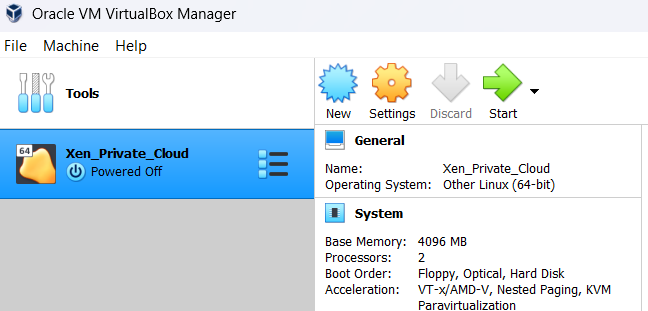 Oracle VM VirtualBox Manager
File Machine Help
Tools
New Settings Discard Start
64
Xen_Private_Cloud
Powered Off
General
Name: Xen_Private_Cloud
Operating System: Other Linux (64-bit)
System
Base Memory: 4096 MB
Processors: 2
Boot Order: Floppy, Optical, Hard Disk
Acceleration: VT-x/AMD-V, Nested Paging, KVM
Paravirtualization